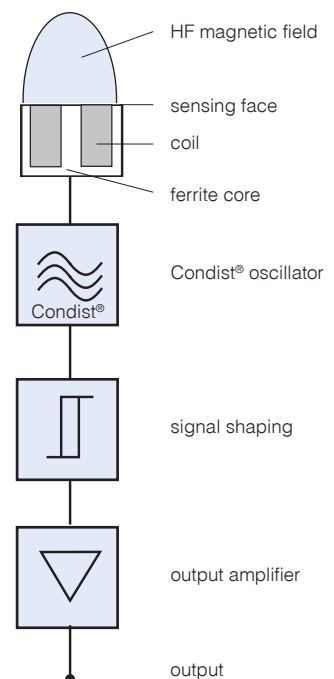 HF magnetic field
sensing face
coil
ferrite core
Condist® oscillator
Condist®
signal shaping
output amplifier
output